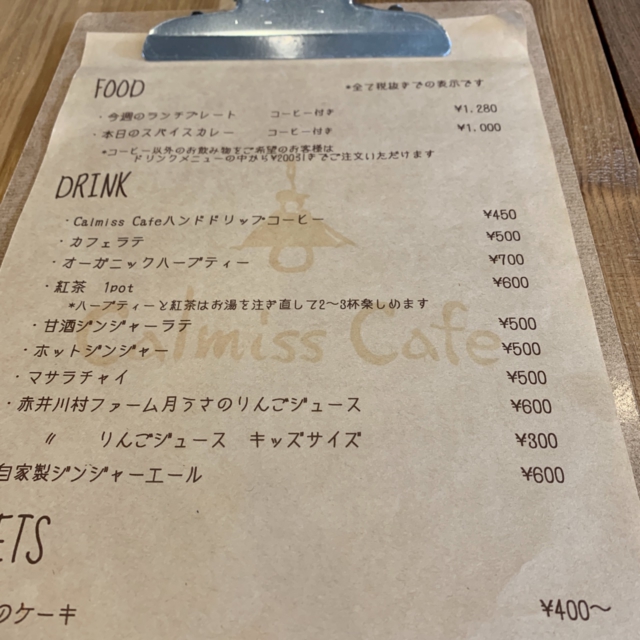 FOOD *全て税抜きでの表示です
・今週のランチプレート コーヒー付き ¥1.280
・本日のスパイスカレー コーヒー付き ¥1.000
*コーヒー以外のお飲み物をご希望のお客様は
ドリンクメニューの中から¥200引きでご注文いただけます
DRINK
・Calmiss Cafeハンドドリップコーヒー ¥450
・カフェラテ ¥500
・オーガニックハーブティー ¥700
・紅茶 1pot ¥600
*ハーブティーと紅茶はお湯を注ぎ直して2〜3杯楽しめます
・甘酒ジンジャーラテ ¥500
・ホットジンジャー ¥500
・マサラチャイ ¥500
・赤井川村ファーム月うさのりんごジュース ¥600
〃 りんごジュース キッズサイズ ¥300
自家製ジンジャーエール ¥600
ETS
のケーキ ¥400〜
Calmiss Cafe